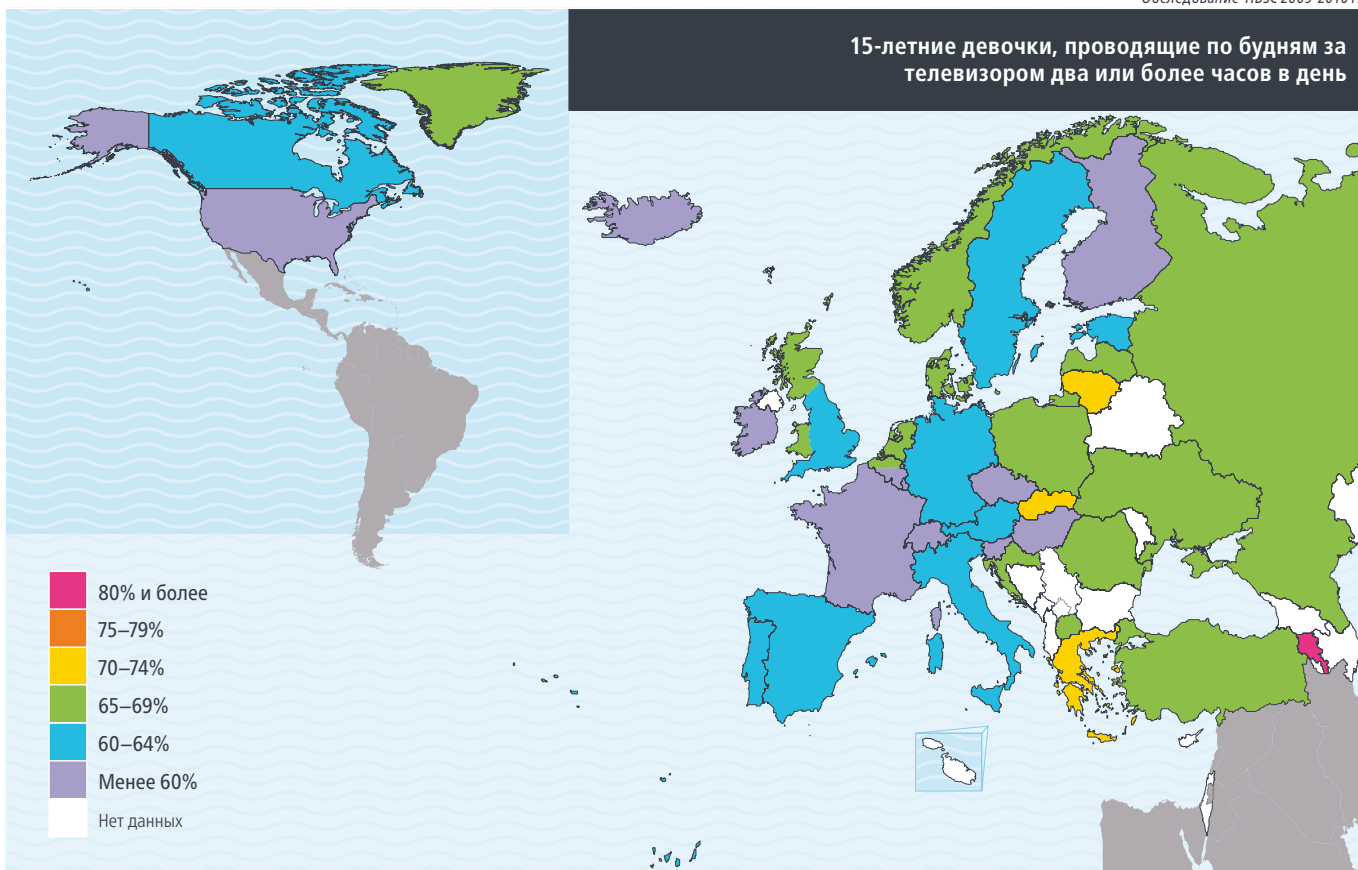 15-летние девочки, проводящие по будням за
телевизором два или более часов в день
80% и более
75–79%
70–74%
65–69%
60–64%
Менее 60%
Нет данных